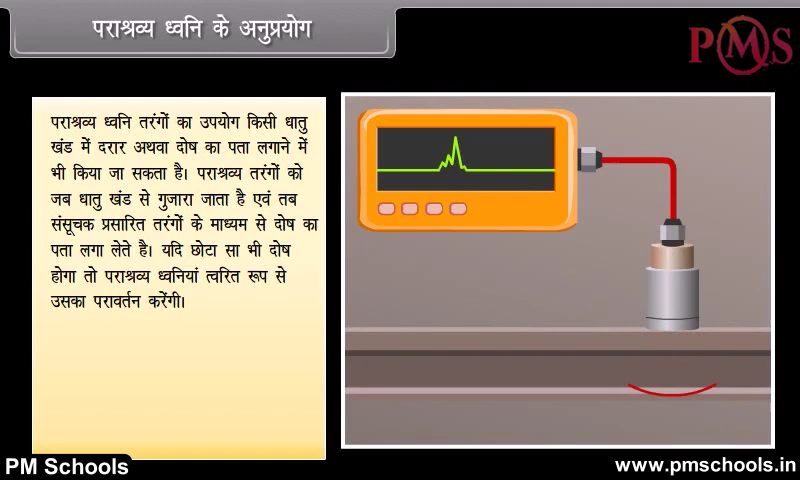 पराश्रव्य ध्वनि के अनुप्रयोग
PMS
पराश्रव्य ध्वनि तरंगों का उपयोग किसी धातु
खंड में दरार अथवा दोष का पता लगाने में
भी किया जा सकता है। पराश्रव्य तरंगों को
जब धातु खंड से गुजारा जाता है एवं तब
संसूचक प्रसारित तरंगों के माध्यम से दोष का
पता लगा लेते है। यदि छोटा सा भी दोष
होगा तो पराश्रव्य ध्वनियां त्वरित रूप से
उसका परावर्तन करेंगी।
PM Schools
www.pmschools.in